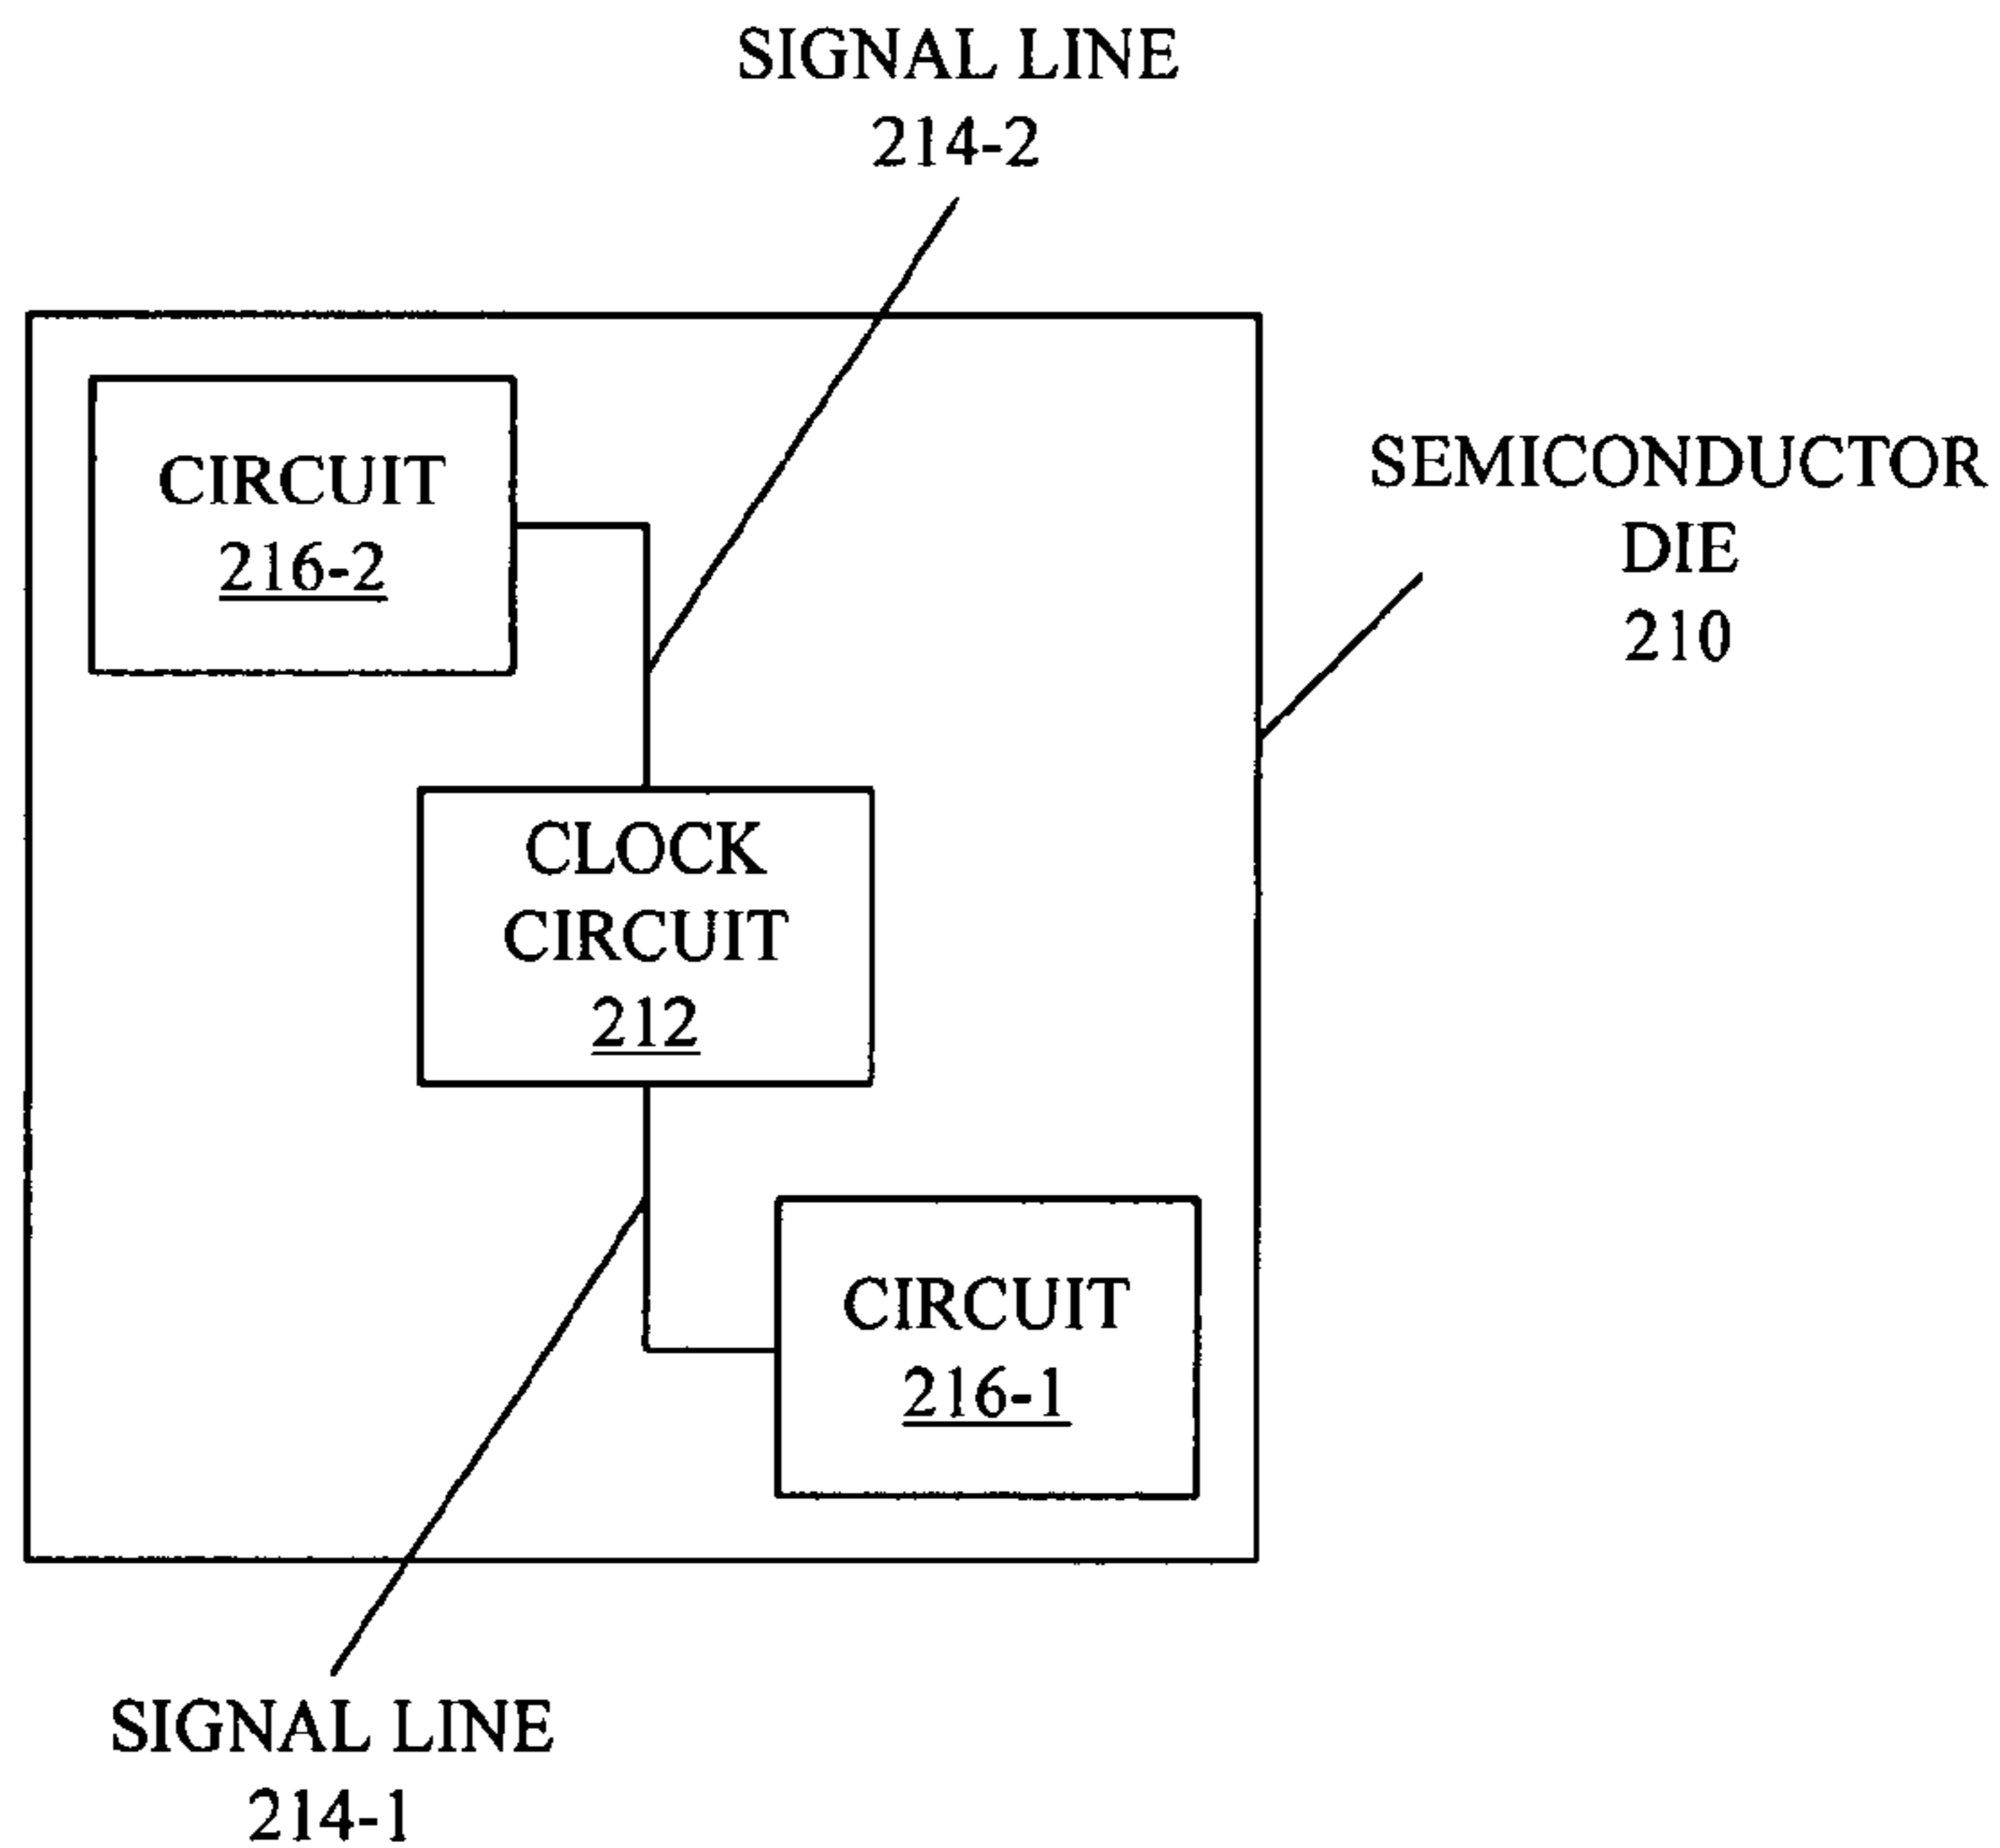 SIGNAL LINE
214-2
SEMICONDUCTOR
DIE
210
CIRCUIT
216-2
CLOCK
CIRCUIT
212
CIRCUIT
216-1
SIGNAL LINE
214-1